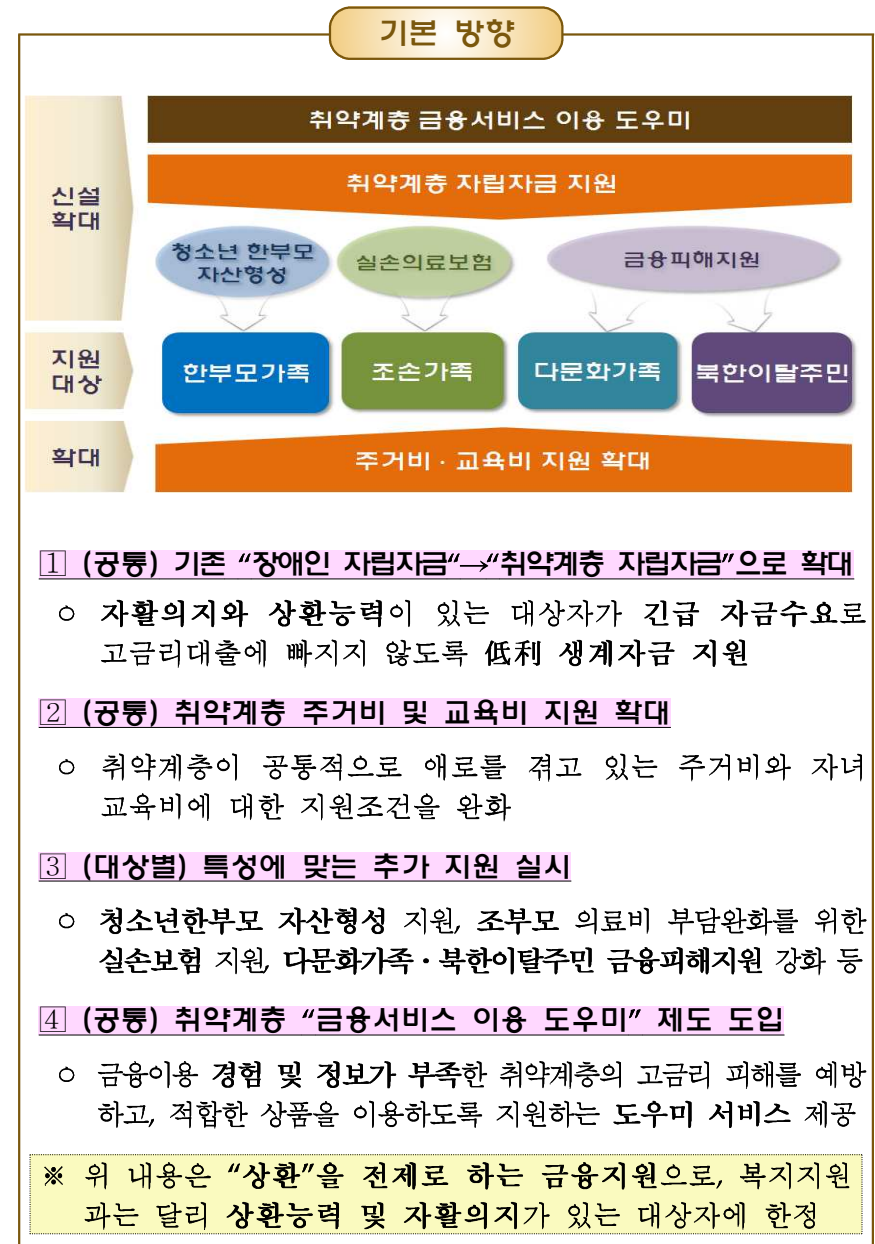 기본 방향
신설
확대
취약계층 금융서비스 이용 도우미
취약계층 자립자금 지원
청소년 한부모
자산형성
실손의료보험
금융피해지원
지원
대상
한부모가족
조손가족
다문화가족
북한이탈주민
확대
주거비 · 교육비 지원 확대
1 (공통) 기존 “장애인 자립자금“→“취약계층 자립자금”으로 확대
ㅇ 자활의지와 상환능력이 있는 대상자가 긴급 자금수요로
고금리대출에 빠지지 않도록 低利 생계자금 지원
2 (공통) 취약계층 주거비 및 교육비 지원 확대
ㅇ 취약계층이 공통적으로 애로를 겪고 있는 주거비와 자녀
교육비에 대한 지원조건을 완화
3 (대상별) 특성에 맞는 추가 지원 실시
ㅇ 청소년한부모 자산형성 지원, 조부모 의료비 부담완화를 위한
실손보험 지원, 다문화가족·북한이탈주민 금융피해지원 강화 등
4 (공통) 취약계층 “금융서비스 이용 도우미” 제도 도입
ㅇ 금융이용 경험 및 정보가 부족한 취약계층의 고금리 피해를 예방
하고, 적합한 상품을 이용하도록 지원하는 도우미 서비스 제공
※ 위 내용은 “상환”을 전제로 하는 금융지원으로, 복지지원
과는 달리 상환능력 및 자활의지가 있는 대상자에 한정